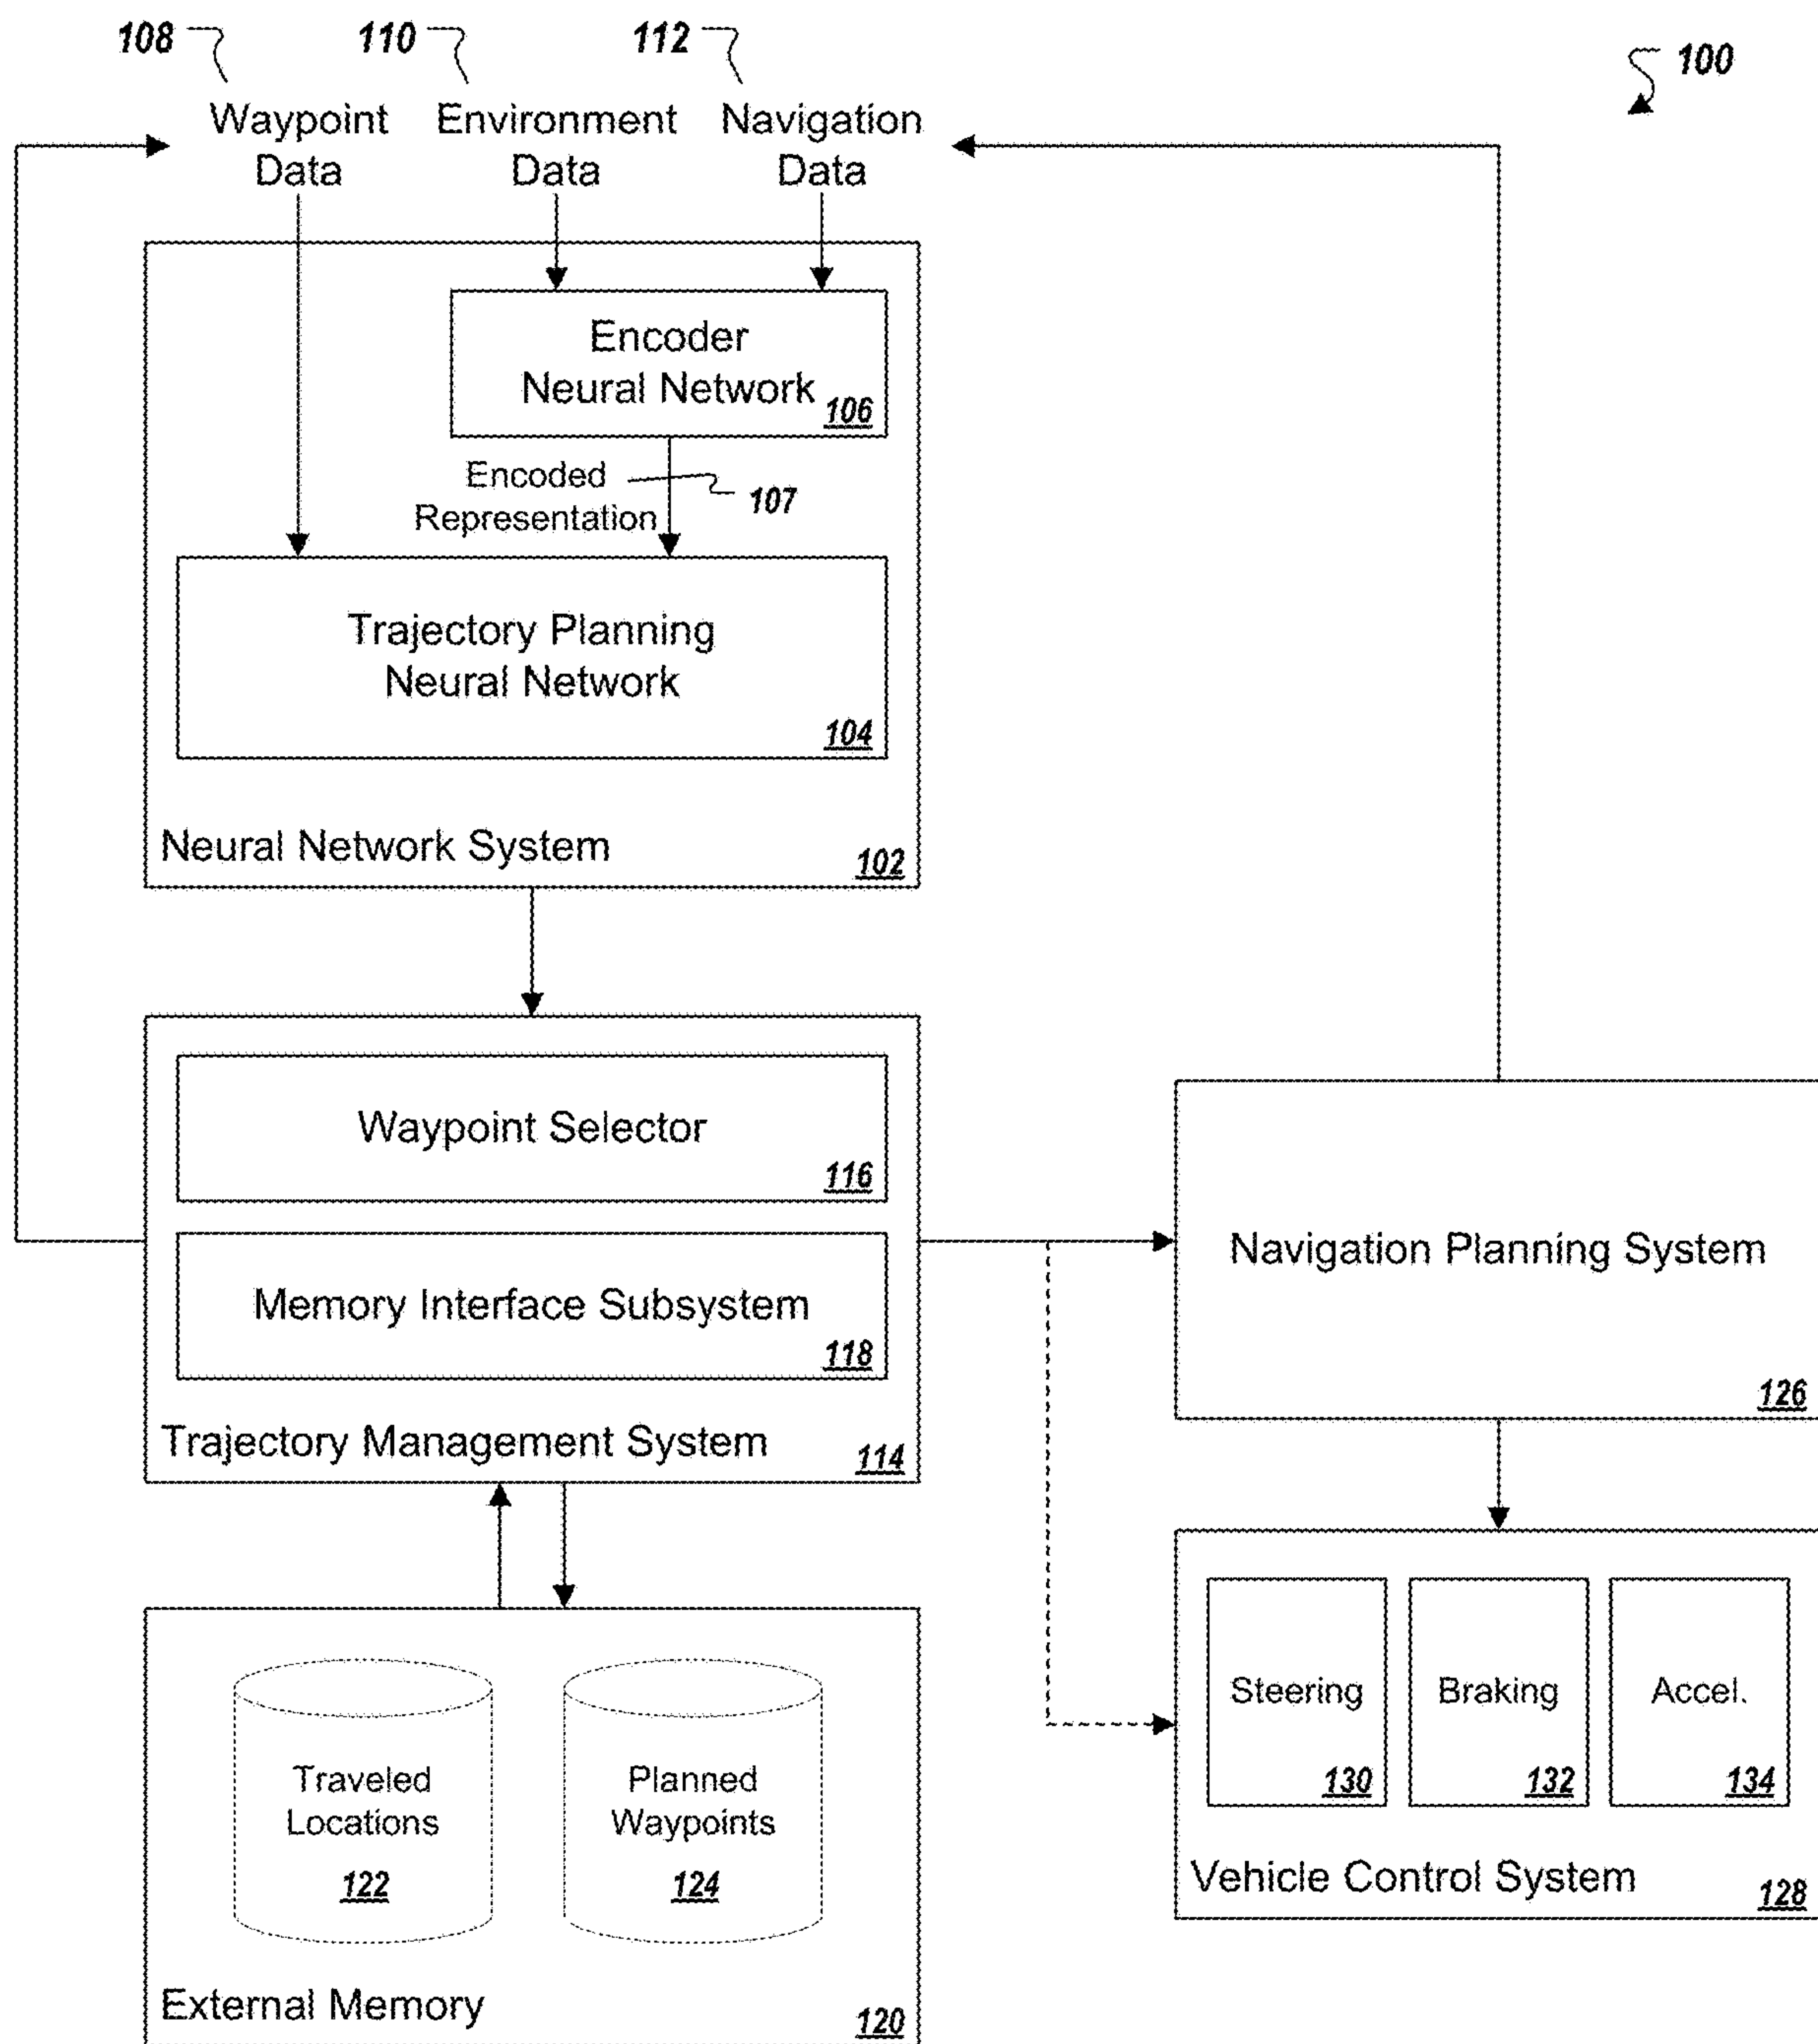 108
110
112
100
Waypoint
Data
Environment
Data
Navigation
Data
Encoder
Neural Network
106
Encoded
Representation
107
Trajectory Planning
Neural Network
104
Neural Network System
102
Waypoint Selector
116
Memory Interface Subsystem
118
Trajectory Management System
114
Navigation Planning System
126
Steering
130
Braking
132
Accel.
134
Vehicle Control System
128
Traveled
Locations
122
Planned
Waypoints
124
External Memory
120